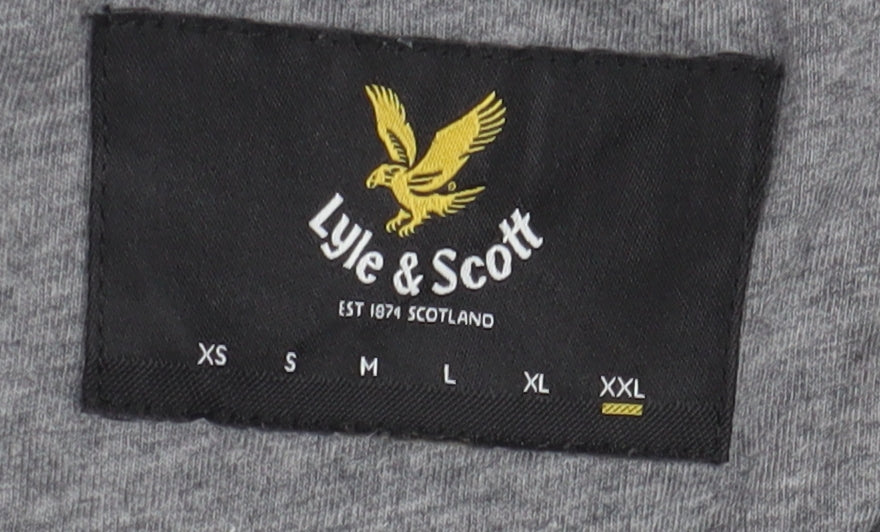 Lyle & Scott
EST 1874 SCOTLAND
XS S M L XL XXL